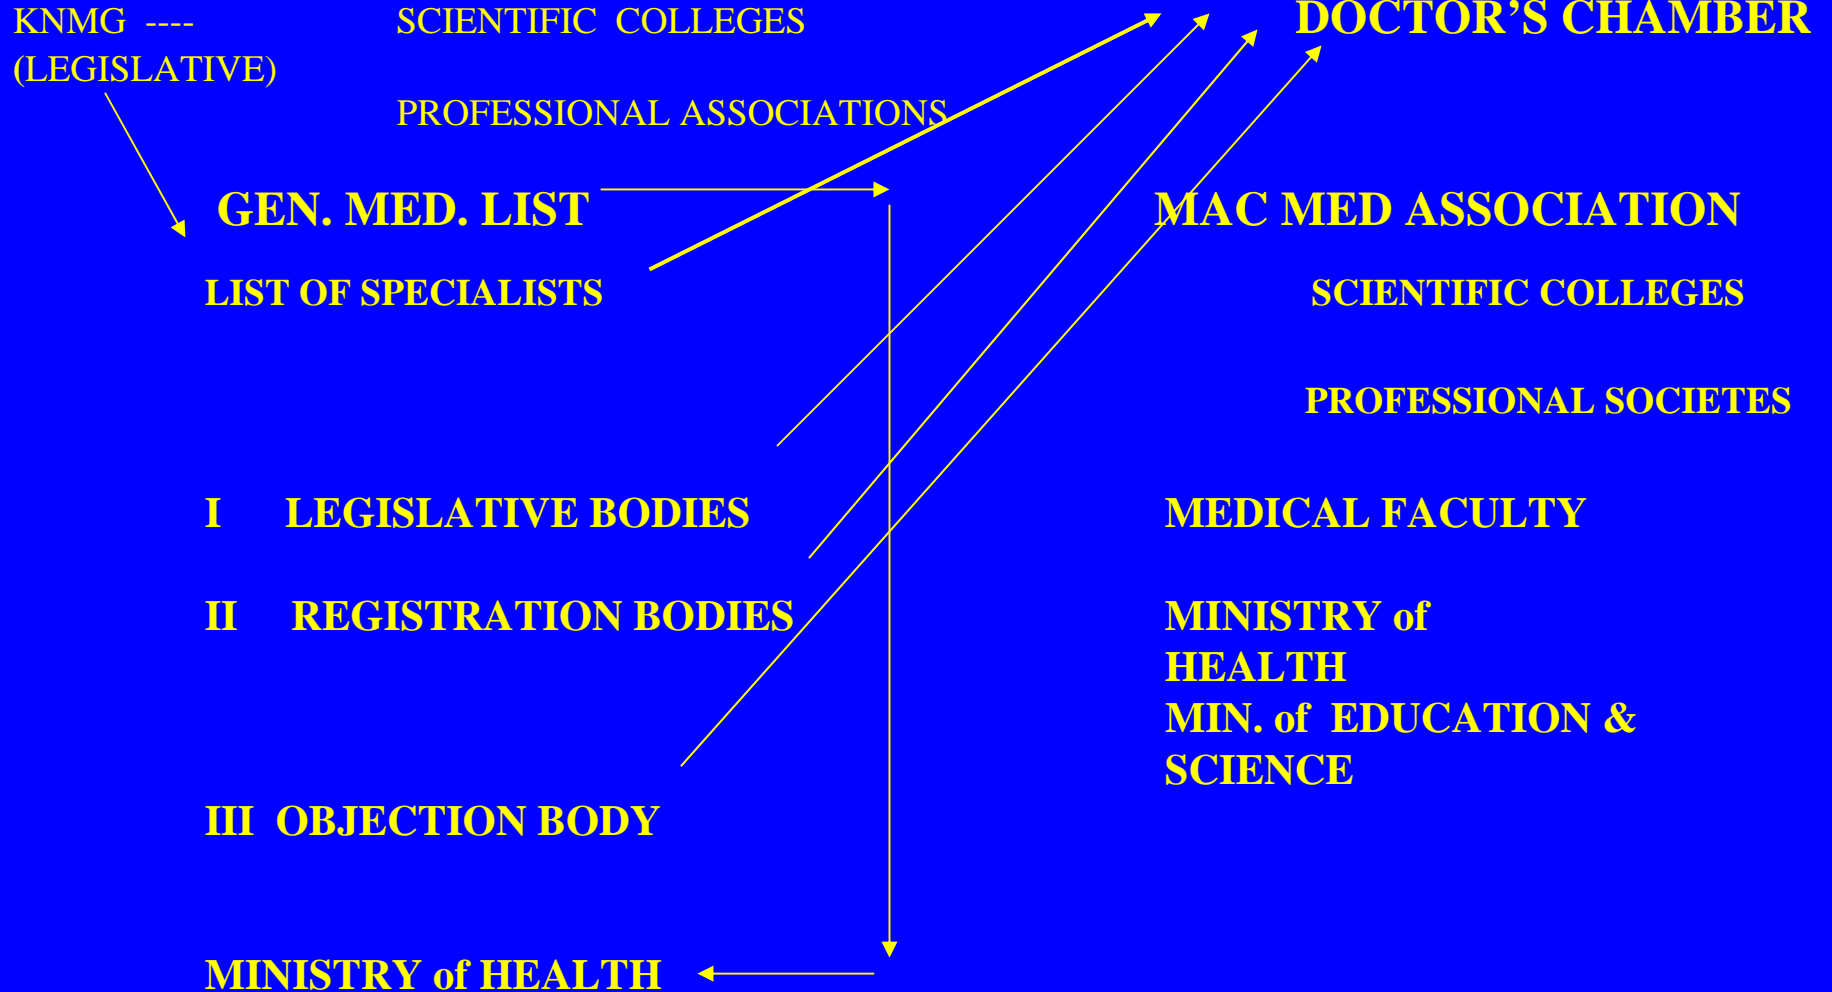 KNMG ----
(LEGISLATIVE)
SCIENTIFIC COLLEGES
PROFESSIONAL ASSOCIATIONS
GEN. MED. LIST
LIST OF SPECIALISTS
I LEGISLATIVE BODIES
II REGISTRATION BODIES
III OBJECTION BODY
MINISTRY of HEALTH
DOCTOR’S CHAMBER
MAC MED ASSOCIATION
SCIENTIFIC COLLEGES
PROFESSIONAL SOCIETES
MEDICAL FACULTY
MINISTRY of
HEALTH
MIN. of EDUCATION &
SCIENCE